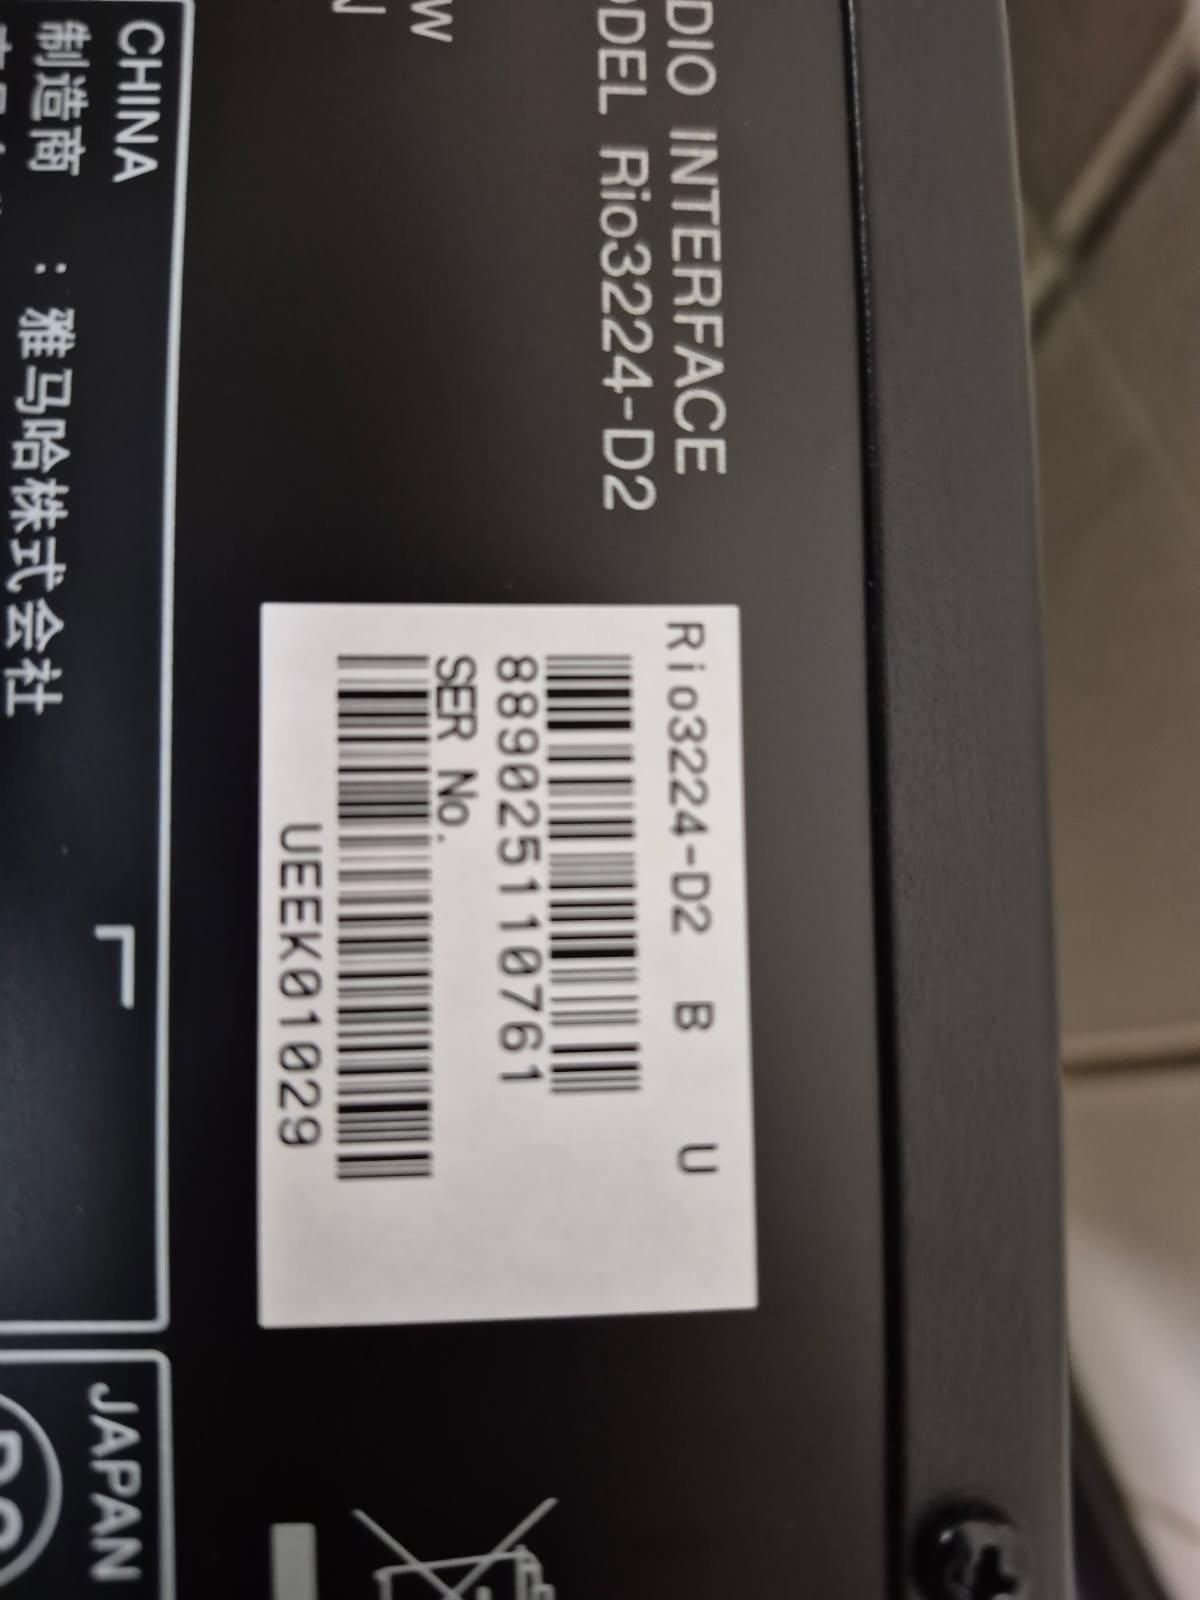 DIO INTERFACE
DEL Rio3224-D2
W
N
Rio3224-D2 B U
889025110761
SER No.
UEEK01029
CHINA
制造商 : 雅马哈株式会社
JAPAN